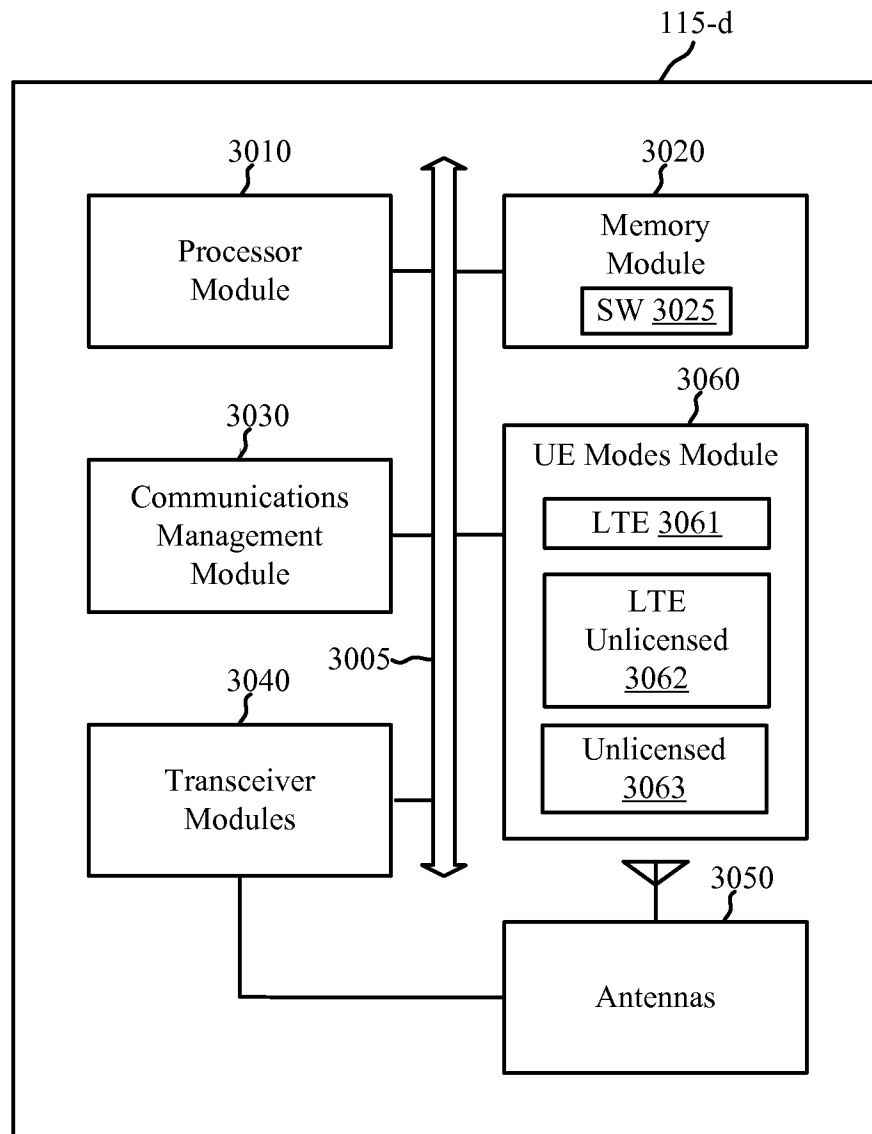 115-d
3010
Processor
Module
3020
Memory
Module
SW 3025
3030
Communications
Management
Module
3060
UE Modes Module
LTE 3061
LTE
Unlicensed
3062
Unlicensed
3063
3005
3040
Transceiver
Modules
3050
Antennas